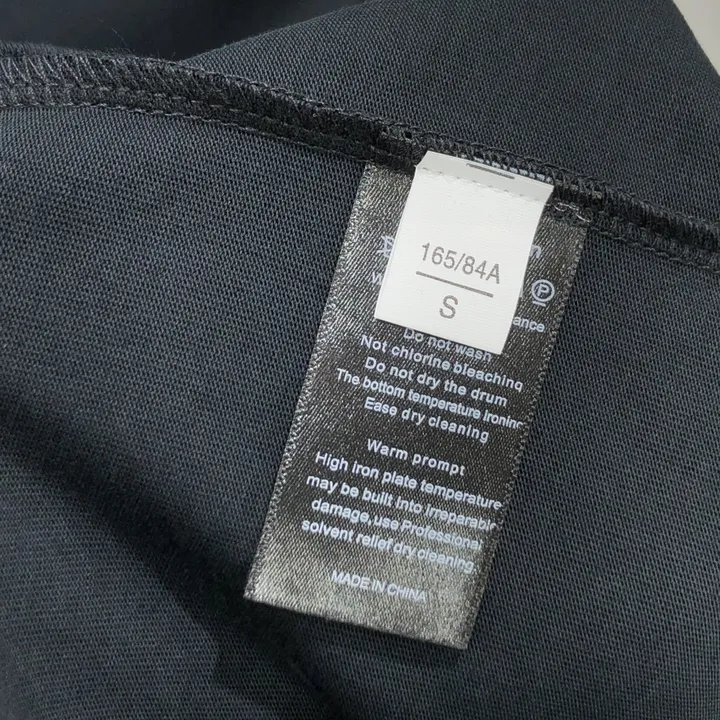 165/84A
S
P
Do not wash
Not chlorine bleaching
Do not dry the drum
The bottom temperature ironing
Ease dry cleaning
Warm prompt
High iron plate temperature
may be built into irreparable
damage,use Professional
solvent relief dry cleaning.
MADE IN CHINA